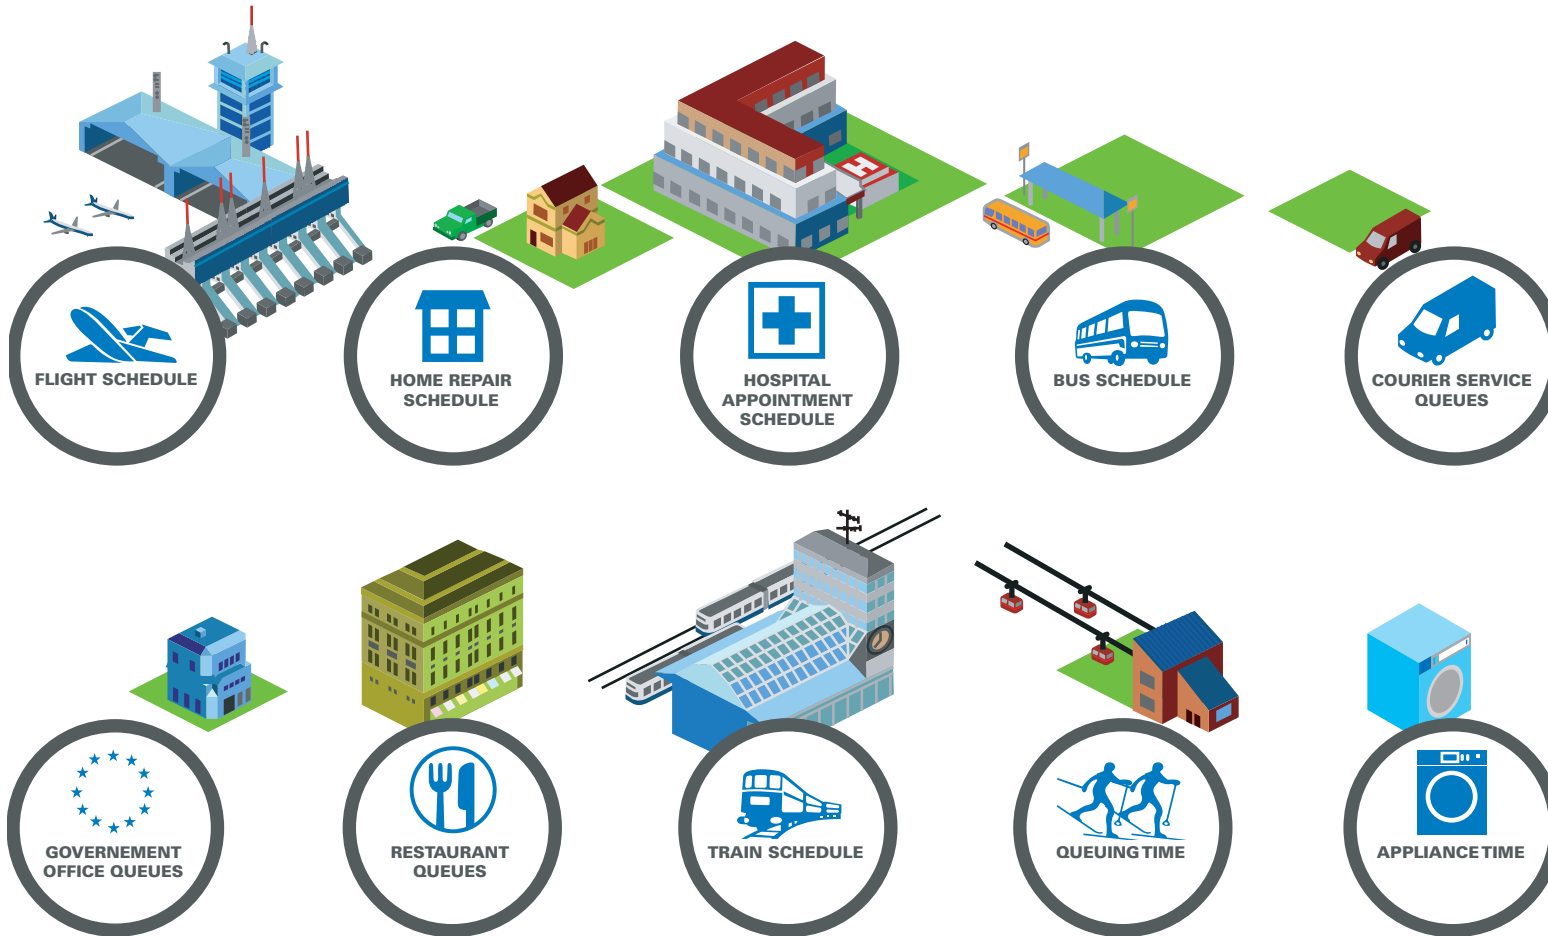 FLIGHT SCHEDULE
HOME REPAIR
SCHEDULE
HOSPITAL
APPOINTMENT
SCHEDULE
BUS SCHEDULE
COURIER SERVICE
QUEUES
H
GOVERNEMENT
OFFICE QUEUES
RESTAURANT
QUEUES
TRAIN SCHEDULE
QUEUING TIME
APPLIANCE TIME